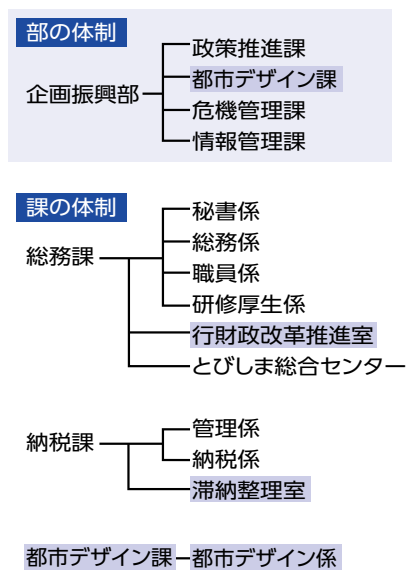 部の体制
企画振興部
政策推進課
都市デザイン課
危機管理課
情報管理課
課の体制
総務課
秘書係
総務係
職員係
研修厚生係
行財政改革推進室
とびしま総合センター
納税課
管理係
納税係
滞納整理室
都市デザイン課
都市デザイン係